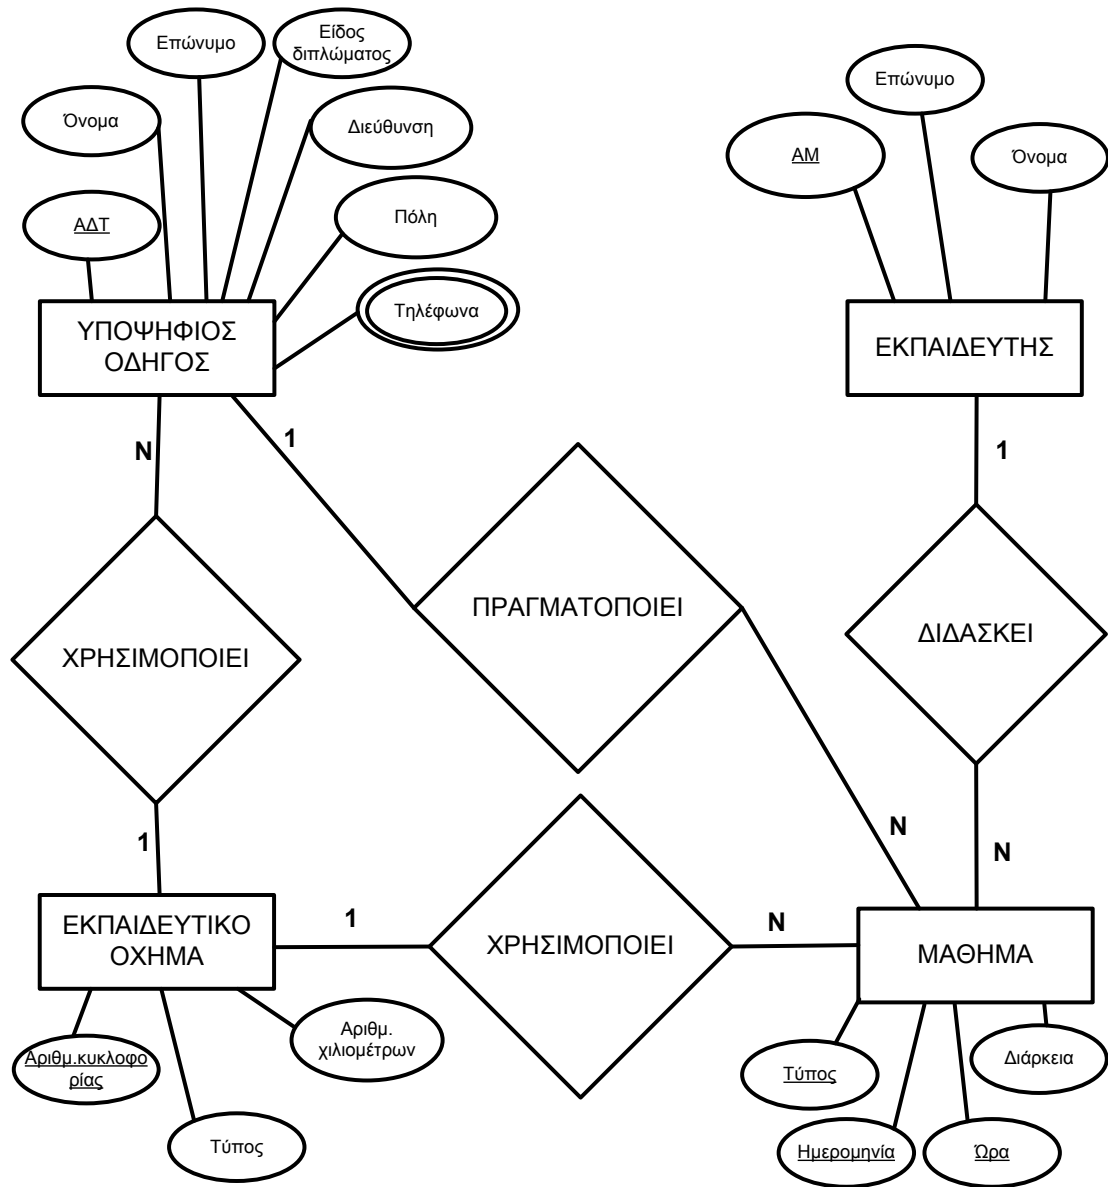 Επώνυμο
Είδος
διπλώματος
Όνομα
Διεύθυνση
ΑΔΤ
Πόλη
Τηλέφωνα
ΥΠΟΨΗΦΙΟΣ
ΟΔΗΓΟΣ
Επώνυμο
ΑΜ
Όνομα
ΕΚΠΑΙΔΕΥΤΗΣ
Ν
1
1
ΧΡΗΣΙΜΟΠΟΙΕΙ
ΠΡΑΓΜΑΤΟΠΟΙΕΙ
ΔΙΔΑΣΚΕΙ
1
Ν
Ν
ΕΚΠΑΙΔΕΥΤΙΚΟ
ΟΧΗΜΑ
1
ΧΡΗΣΙΜΟΠΟΙΕΙ
Ν
ΜΑΘΗΜΑ
Αριθμ.κυκλοφο
ρίας
Τύπος
Αριθμ.
χιλιομέτρων
Τύπος
Ημερομηνία
Ώρα
Διάρκεια